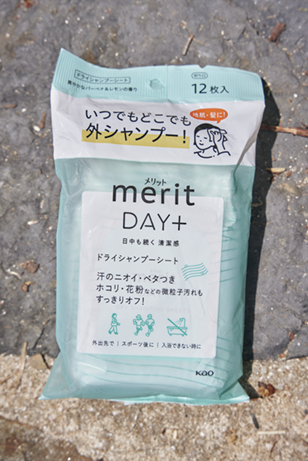 ドライシャンプーシート
爽やかなバーベナ&レモンの香り
12枚入
いつでもどこでも
外シャンプー!
地肌・髪に!
メリット
merit
DAY+
日中も続く 清潔感
ドライシャンプーシート
汗のニオイ・ベタつき
ホコリ・花粉などの微粒子汚れも
すっきりオフ!
外出先で | スポーツ後に | 入浴できない時に
Kao